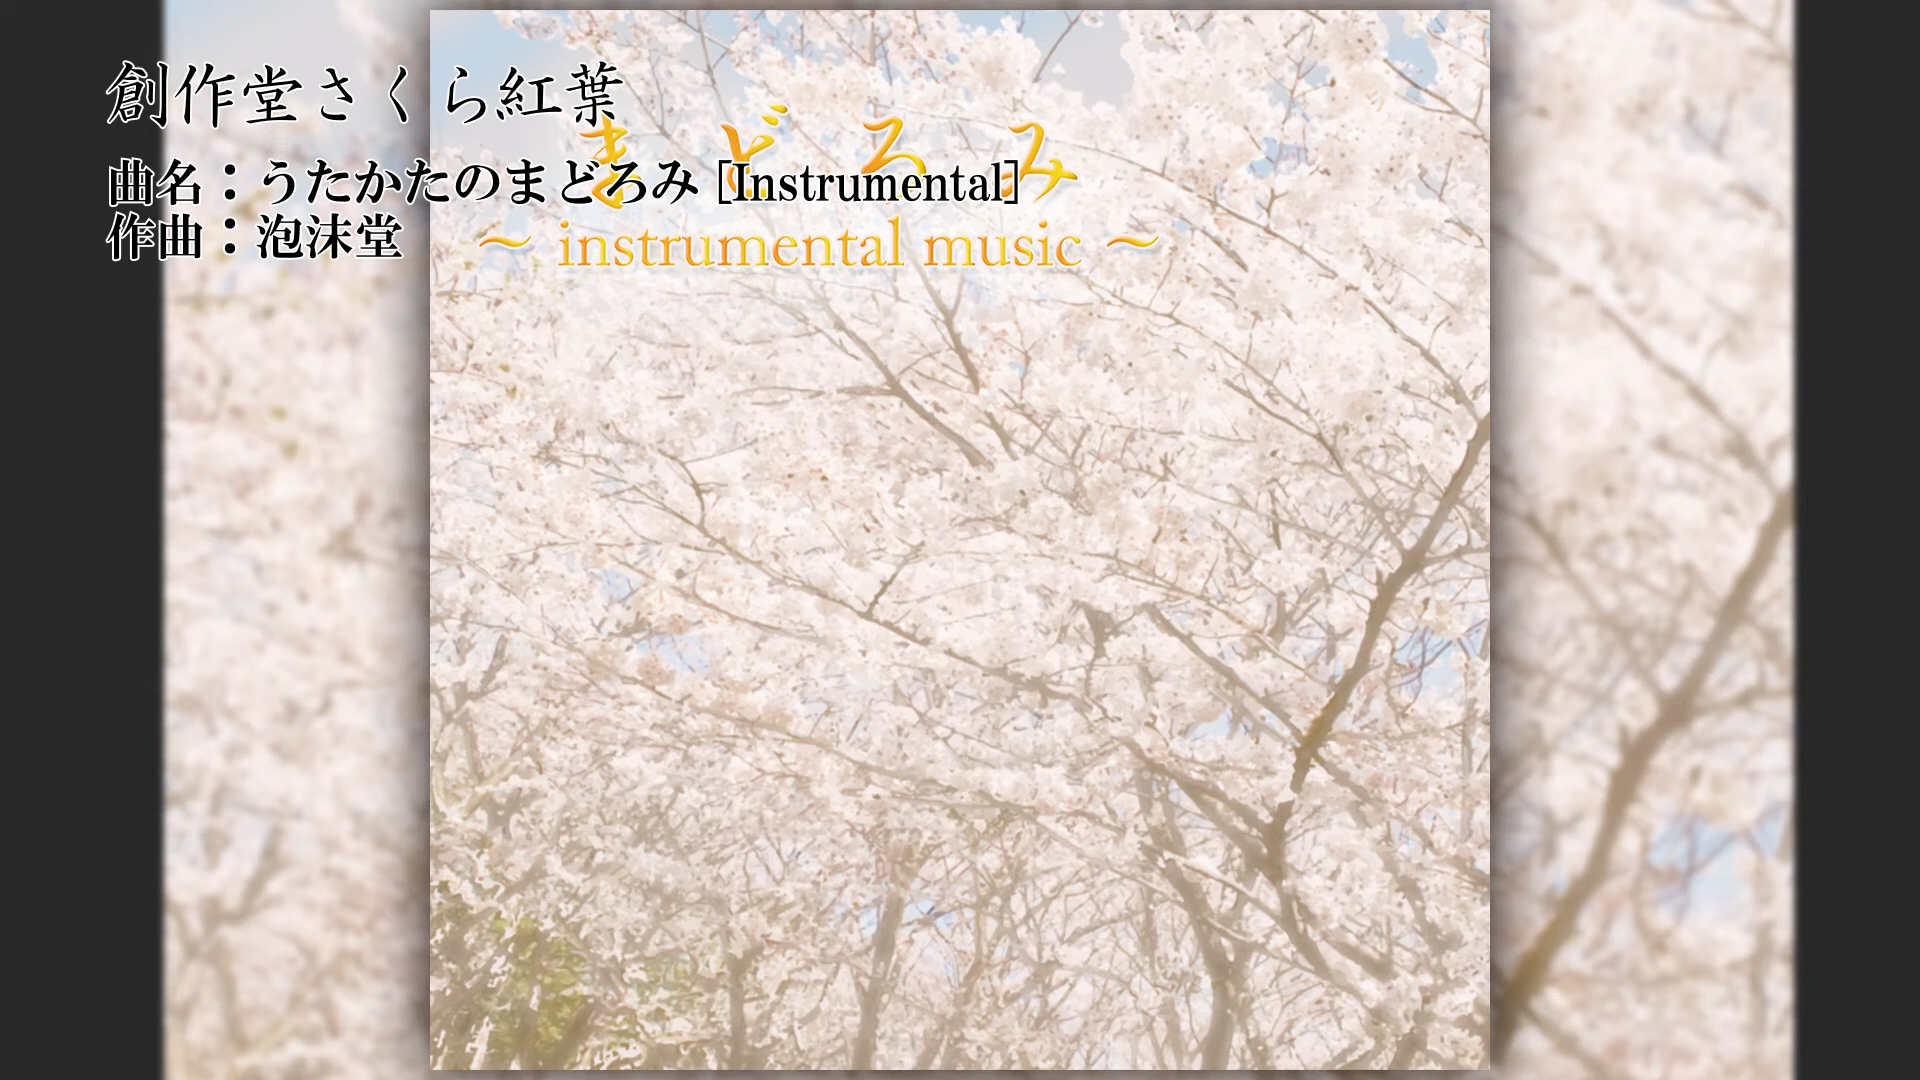 創作堂さくら紅葉
まどろみ
曲名：うたかたのまどろみ [Instrumental]
作曲：泡沫堂
～ instrumental music ～